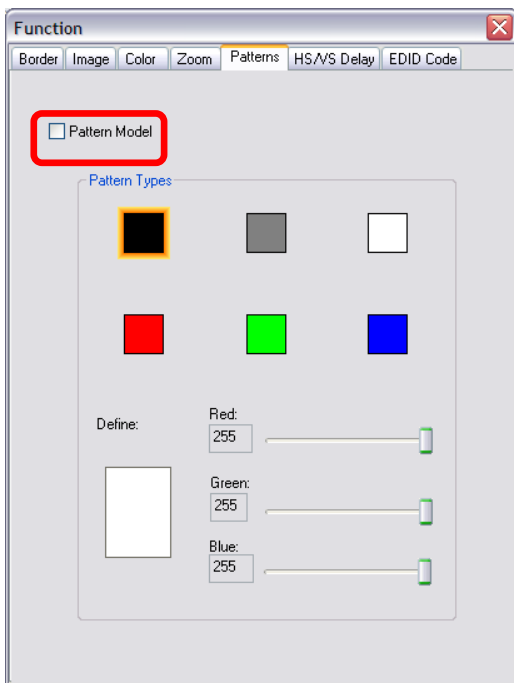 Function
Border Image Color Zoom Patterns HS/VS Delay EDID Code
Pattern Model
Pattern Types
Define:
Red:
255
Green:
255
Blue:
255